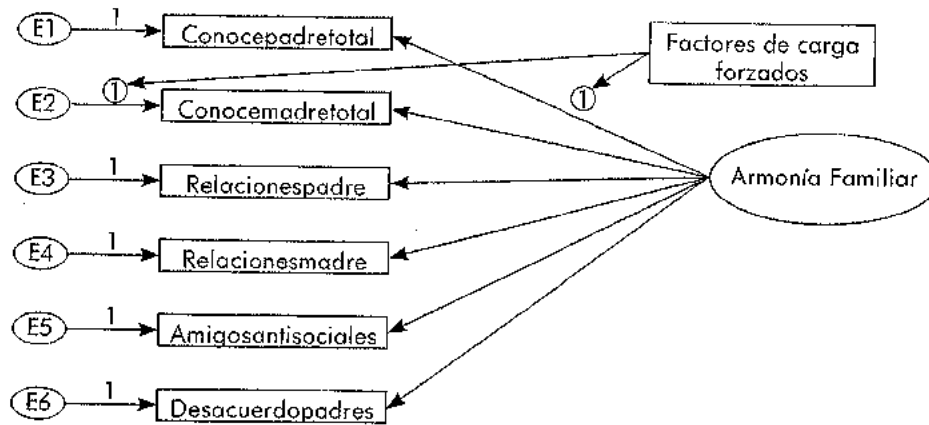 E1
1
Conocepadretotal
Factores de carga
forzados
1
1
E2
Conocemadretotal
E3
1
Relacionespadre
Armonía Familiar
E4
1
Relacionesmadre
E5
1
Amigosantisociales
E6
1
Desacuerdopadres